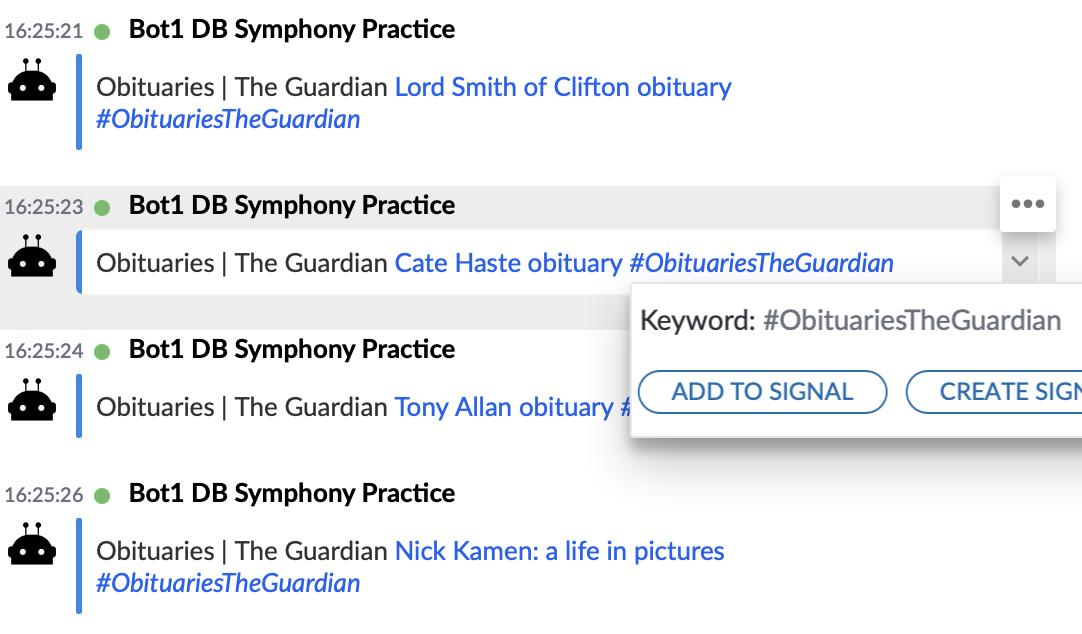 16:25:21 Bot1 DB Symphony Practice
Obituaries | The Guardian Lord Smith of Clifton obituary
#ObituariesTheGuardian
16:25:23 Bot1 DB Symphony Practice
Obituaries | The Guardian Cate Haste obituary #ObituariesTheGuardian
Keyword: #ObituariesTheGuardian
ADD TO SIGNAL CREATE SIGN
16:25:24 Bot1 DB Symphony Practice
Obituaries | The Guardian Tony Allan obituary #
16:25:26 Bot1 DB Symphony Practice
Obituaries | The Guardian Nick Kamen: a life in pictures
#ObituariesTheGuardian